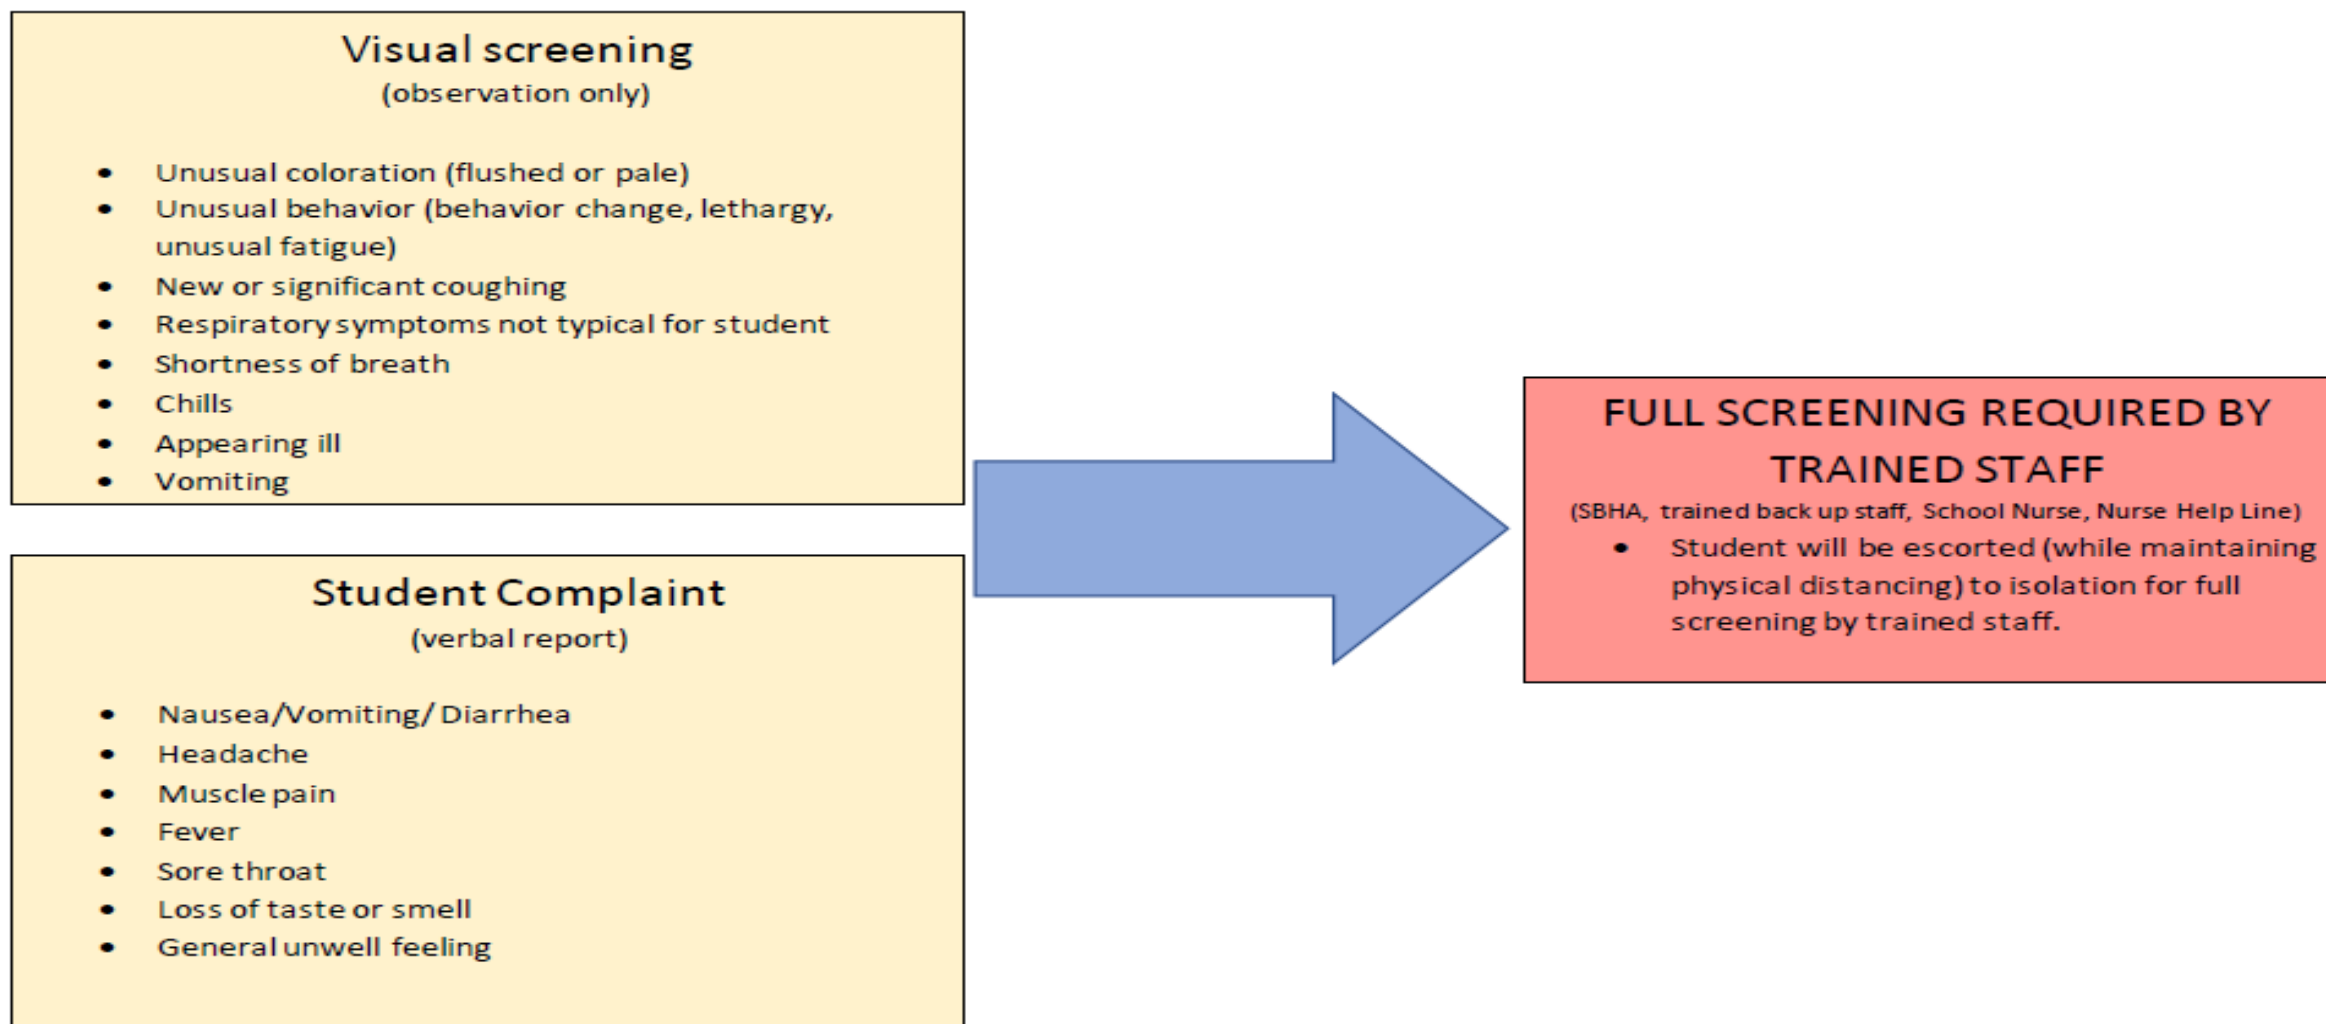 Visual screening
(observation only)
• Unusual coloration (flushed or pale)
• Unusual behavior (behavior change, lethargy,
unusual fatigue)
• New or significant coughing
• Respiratory symptoms not typical for student
• Shortness of breath
• Chills
• Appearing ill
• Vomiting
Student Complaint
(verbal report)
• Nausea/Vomiting/ Diarrhea
• Headache
• Muscle pain
• Fever
• Sore throat
• Loss of taste or smell
• General unwell feeling
FULL SCREENING REQUIRED BY
TRAINED STAFF
(SBHA, trained back up staff, School Nurse, Nurse Help Line)
• Student will be escorted (while maintaining
physical distancing) to isolation for full
screening by trained staff.